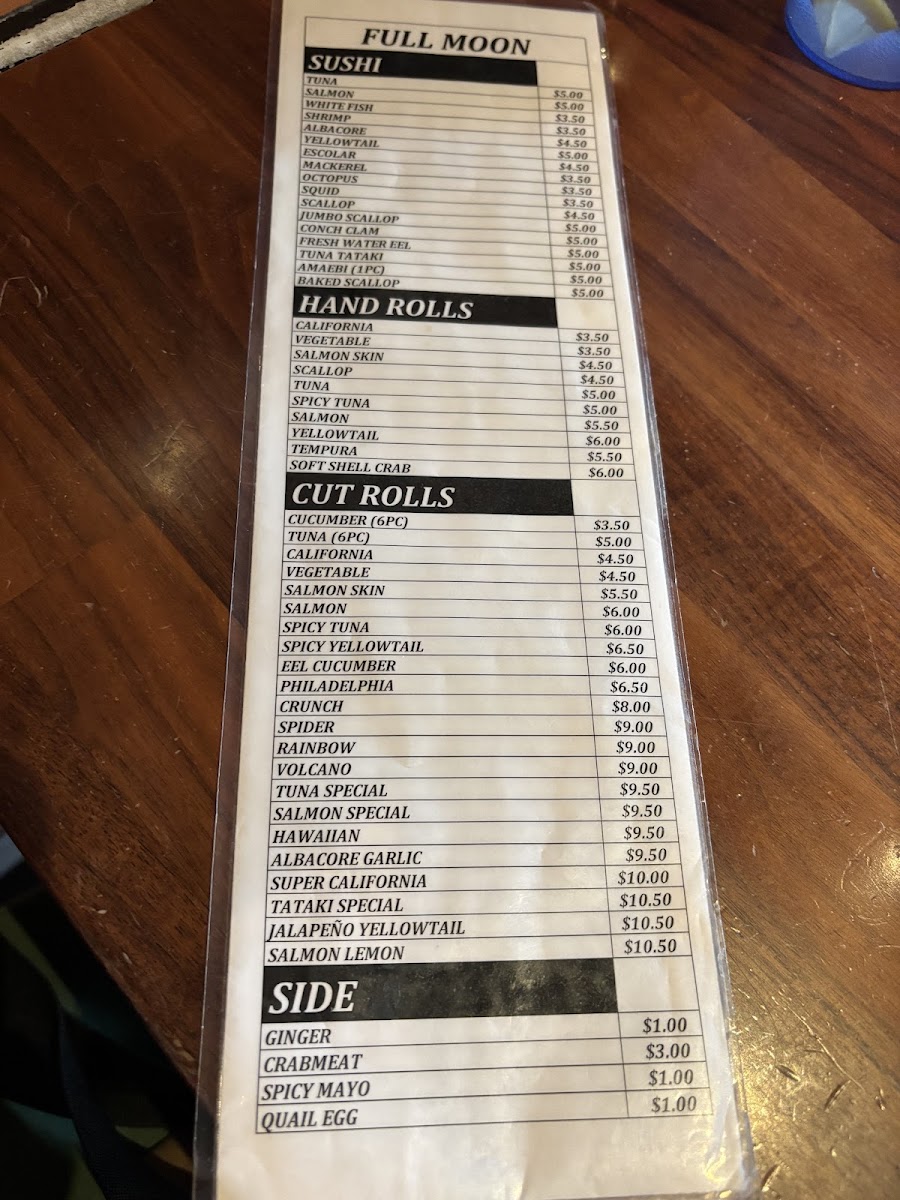 FULL MOON
SUSHI
TUNA $5.00
SALMON $5.00
WHITE FISH $3.50
SHRIMP $3.50
ALBACORE $4.50
YELLOWTAIL $5.00
ESCOLAR $4.50
MACKEREL $3.50
OCTOPUS $3.50
SQUID $3.50
SCALLOP $4.50
JUMBO SCALLOP $5.00
CONCH CLAM $5.00
FRESH WATER EEL $5.00
TUNA TATAKI $5.00
AMAEBI (1PC) $5.00
BAKED SCALLOP $5.00
HAND ROLLS
CALIFORNIA $3.50
VEGETABLE $3.50
SALMON SKIN $4.50
SCALLOP $4.50
TUNA $5.00
SPICY TUNA $5.00
SALMON $5.50
YELLOWTAIL $6.00
TEMPURA $5.50
SOFT SHELL CRAB $6.00
CUT ROLLS
CUCUMBER (6PC) $3.50
TUNA (6PC) $5.00
CALIFORNIA $4.50
VEGETABLE $4.50
SALMON SKIN $5.50
SALMON $6.00
SPICY TUNA $6.00
SPICY YELLOWTAIL $6.50
EEL CUCUMBER $6.00
PHILADELPHIA $6.50
CRUNCH $8.00
SPIDER $9.00
RAINBOW $9.00
VOLCANO $9.00
TUNA SPECIAL $9.50
SALMON SPECIAL $9.50
HAWAIIAN $9.50
ALBACORE GARLIC $9.50
SUPER CALIFORNIA $10.00
TATAKI SPECIAL $10.50
JALAPEÑO YELLOWTAIL $10.50
SALMON LEMON $10.50
SIDE
GINGER $1.00
CRABMEAT $3.00
SPICY MAYO $1.00
QUAIL EGG $1.00